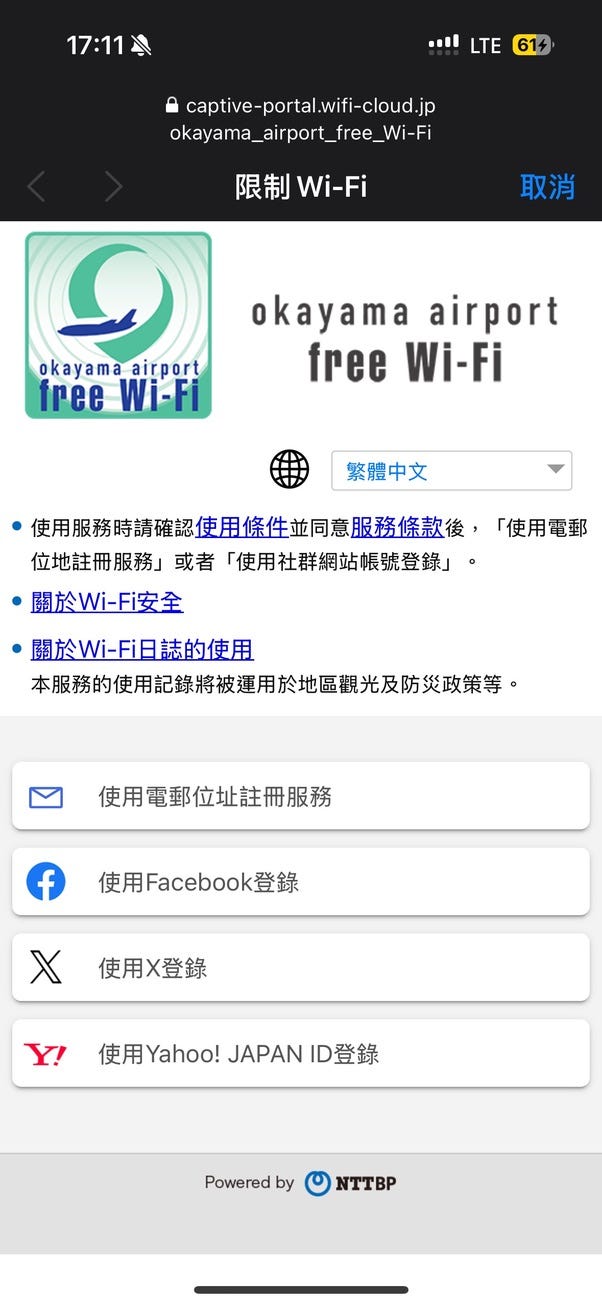 17:11
LTE
61
captive-portal.wifi-cloud.jp
okayama_airport_free_Wi-Fi
限制 Wi-Fi
取消
okayama airport
free Wi-Fi
okayama airport
free Wi-Fi
繁體中文
使用服務時請確認使用條件並同意服務條款後，「使用電郵
位地註冊服務」或者「使用社群網站帳號登錄」。
關於Wi-Fi安全
關於Wi-Fi日誌的使用
本服務的使用記錄將被運用於地區觀光及防災政策等。
使用電郵位址註冊服務
使用Facebook登錄
使用X登錄
Y! 使用Yahoo! JAPAN ID登錄
Powered by NTTBP